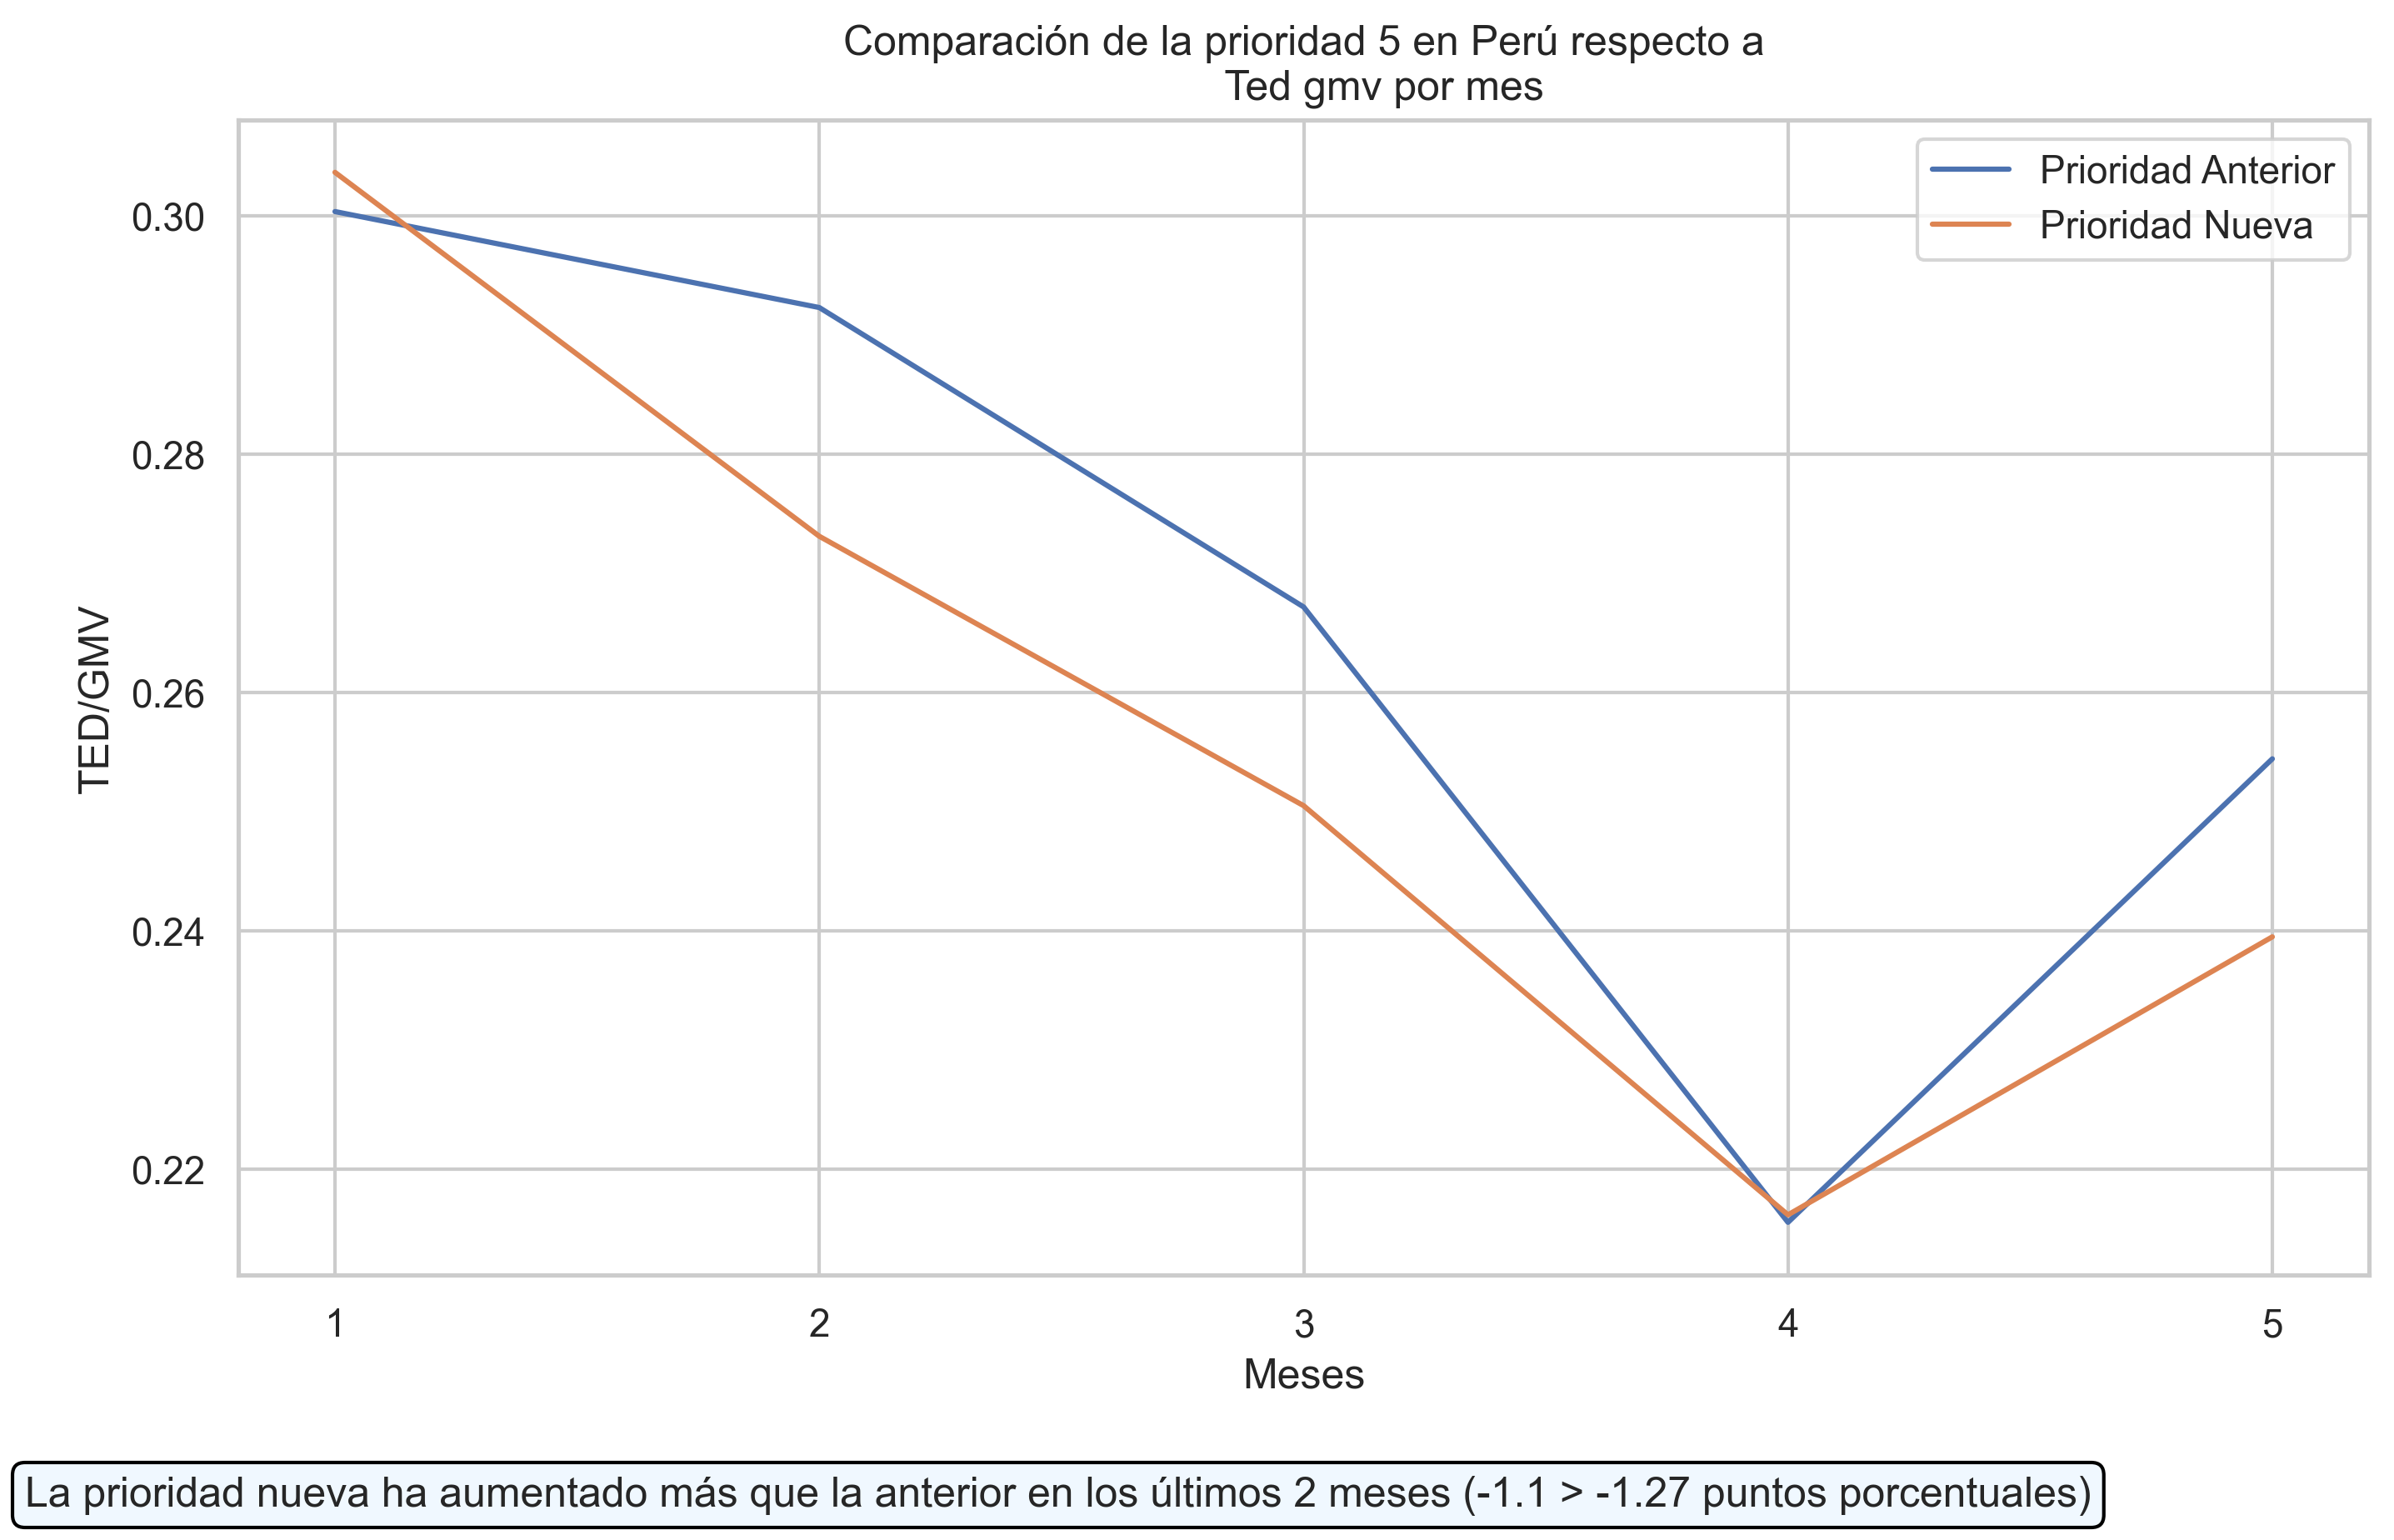 Comparación de la prioridad 5 en Perú respecto a
Ted gmv por mes
Prioridad Anterior
Prioridad Nueva
TED/GMV
0.30
0.28
0.26
0.24
0.22
1 2 3 4 5
Meses
La prioridad nueva ha aumentado más que la anterior en los últimos 2 meses (-1.1 > -1.27 puntos porcentuales)